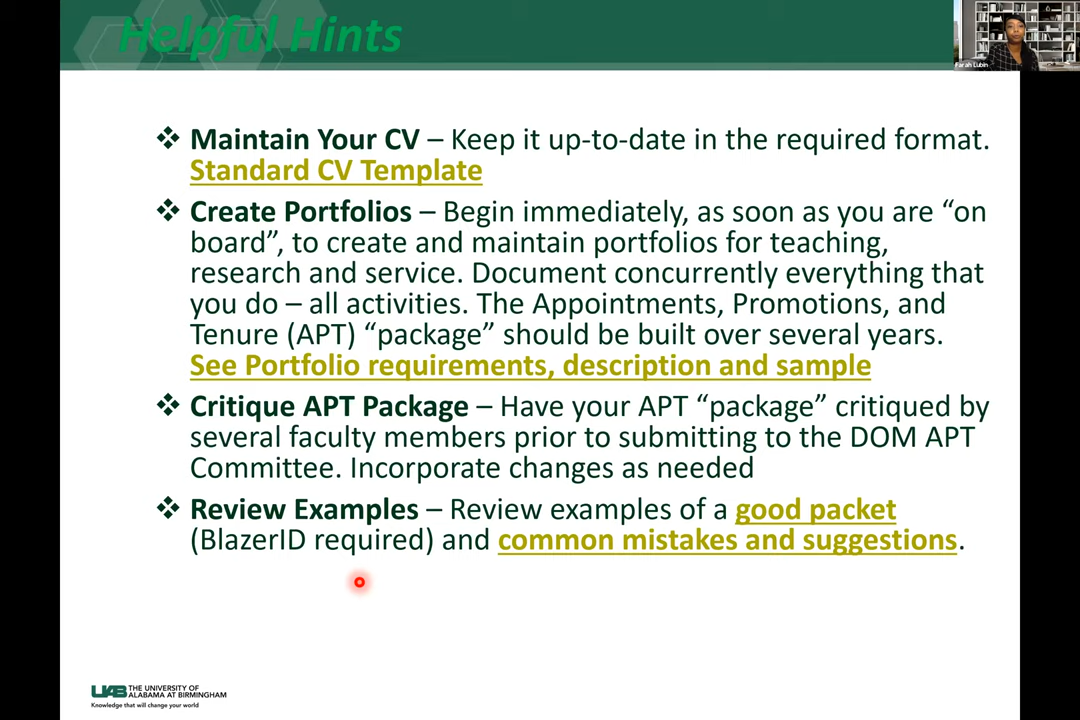 Helpful Hints
Farah Lubin
❖ Maintain Your CV – Keep it up-to-date in the required format.
Standard CV Template
❖ Create Portfolios – Begin immediately, as soon as you are “on
board”, to create and maintain portfolios for teaching,
research and service. Document concurrently everything that
you do – all activities. The Appointments, Promotions, and
Tenure (APT) “package” should be built over several years.
See Portfolio requirements, description and sample
❖ Critique APT Package – Have your APT “package” critiqued by
several faculty members prior to submitting to the DOM APT
Committee. Incorporate changes as needed
❖ Review Examples – Review examples of a good packet
(BlazerID required) and common mistakes and suggestions.
UAB THE UNIVERSITY OF
ALABAMA AT BIRMINGHAM
Knowledge that will change your world